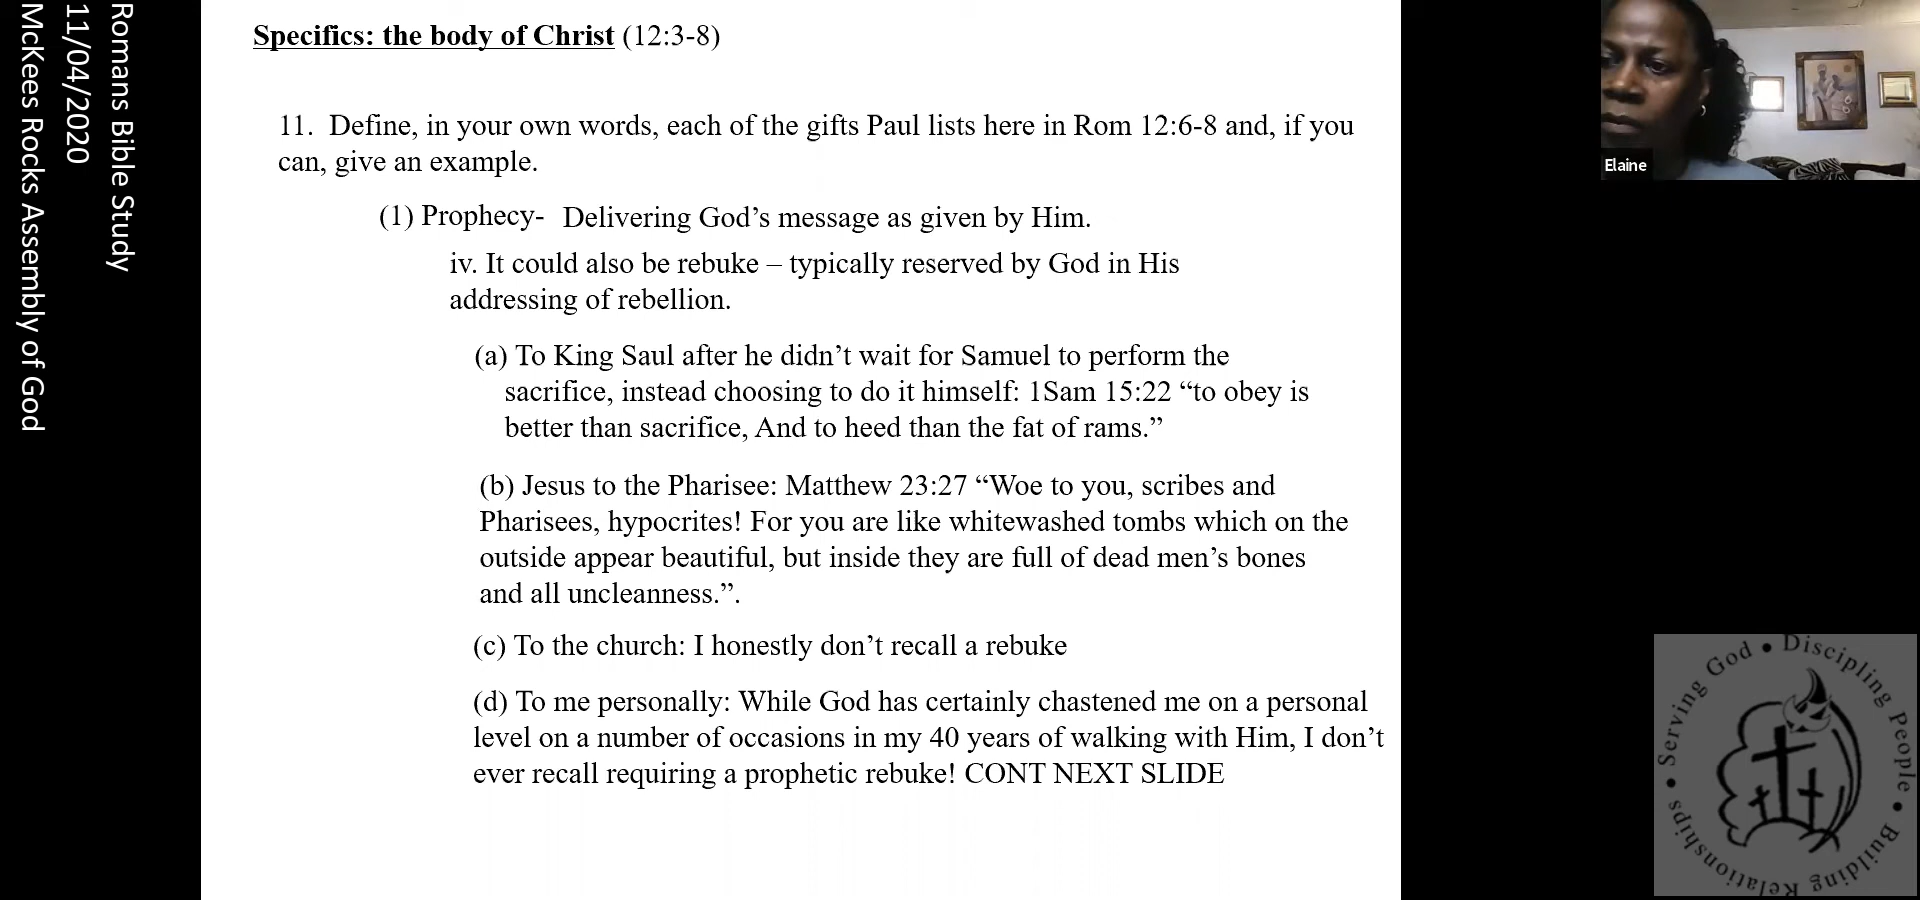 Romans Bible Study
11/04/2020
McKees Rocks Assembly of God
Specifics: the body of Christ (12:3-8)
11. Define, in your own words, each of the gifts Paul lists here in Rom 12:6-8 and, if you
can, give an example.
(1) Prophecy- Delivering God’s message as given by Him.
iv. It could also be rebuke – typically reserved by God in His
addressing of rebellion.
(a) To King Saul after he didn’t wait for Samuel to perform the
sacrifice, instead choosing to do it himself: 1Sam 15:22 “to obey is
better than sacrifice, And to heed than the fat of rams.”
(b) Jesus to the Pharisee: Matthew 23:27 “Woe to you, scribes and
Pharisees, hypocrites! For you are like whitewashed tombs which on the
outside appear beautiful, but inside they are full of dead men’s bones
and all uncleanness.”.
(c) To the church: I honestly don’t recall a rebuke
(d) To me personally: While God has certainly chastened me on a personal
level on a number of occasions in my 40 years of walking with Him, I don’t
ever recall requiring a prophetic rebuke! CONT NEXT SLIDE
Elaine
• Serving God • Discipling People • Building Relationships